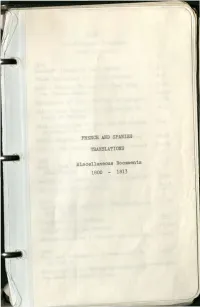 FRENCH AND SPANISH
TRANSLATIONS
Miscellaneous Documents
1800 - 1813